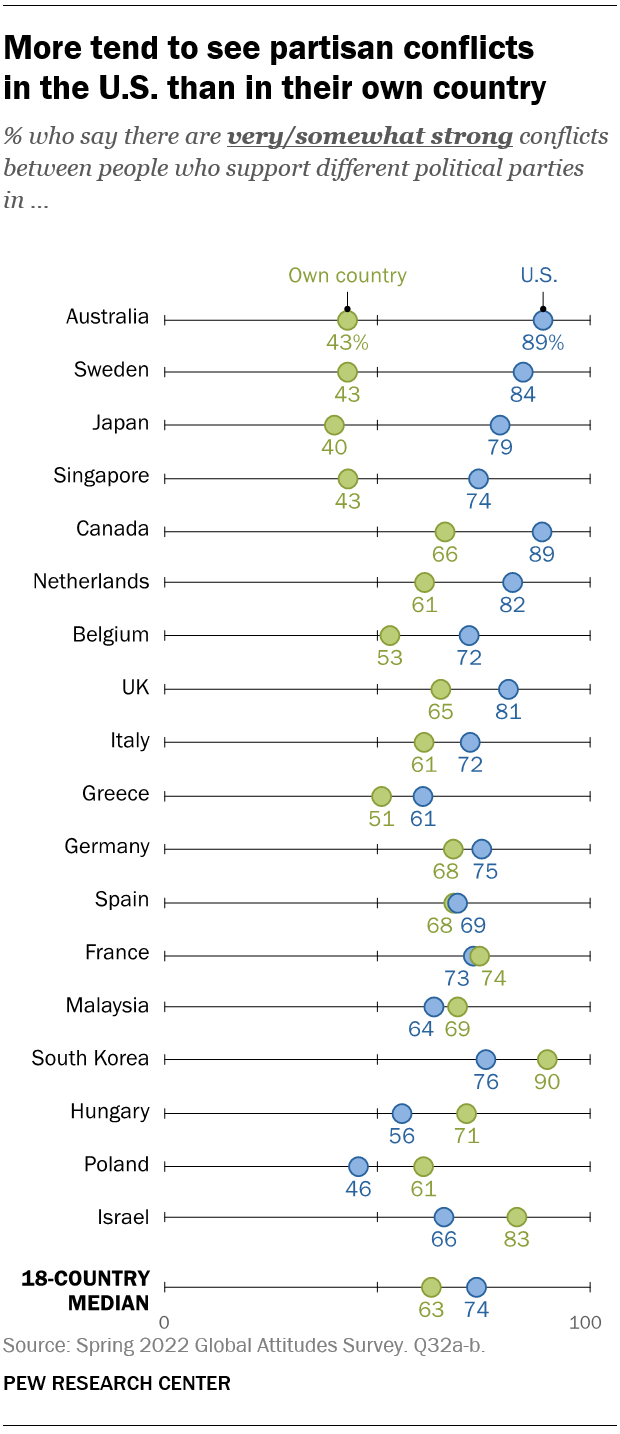 More tend to see partisan conflicts
in the U.S. than in their own country
% who say there are very/somewhat strong conflicts
between people who support different political parties
in ...
Own country U.S.
Australia 43% 89%
Sweden 43 84
Japan 40 79
Singapore 43 74
Canada 66 89
Netherlands 61 82
Belgium 53 72
UK 65 81
Italy 61 72
Greece 51 61
Germany 68 75
Spain 68 69
France 73 74
Malaysia 64 69
South Korea 76 90
Hungary 56 71
Poland 46 61
Israel 66 83
18-COUNTRY
MEDIAN 63 74
0 100
Source: Spring 2022 Global Attitudes Survey. Q32a-b.
PEW RESEARCH CENTER